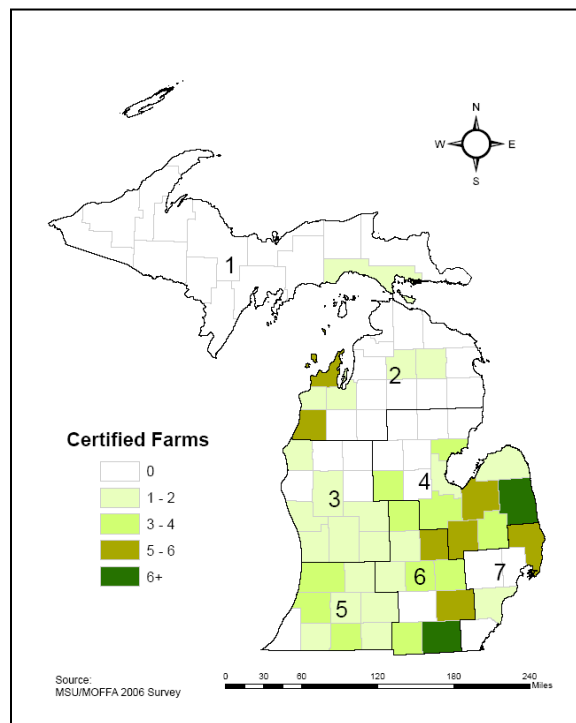 N
W E
S
1
2
Certified Farms
0
1 - 2
3 - 4
5 - 6
6+
4
3
7
6
5
Source:
MSU/MOFFA 2006 Survey
0 30 60 120 180 240
Miles